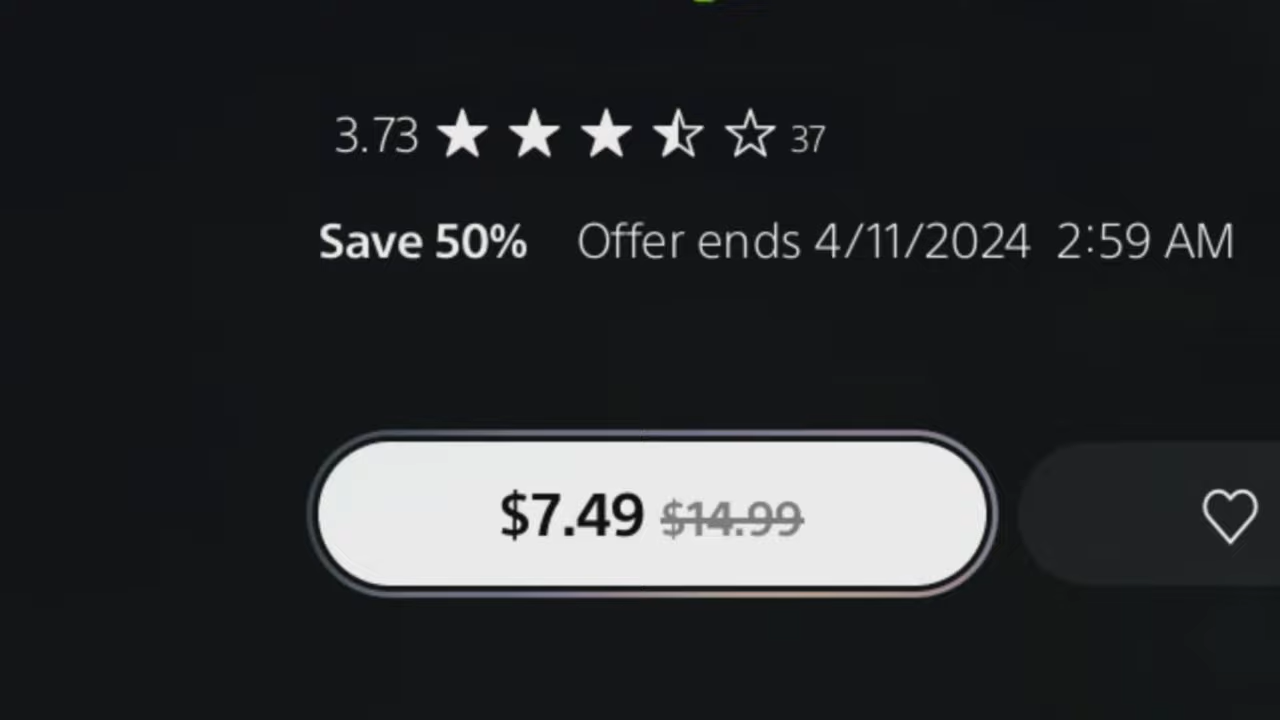 3.73 ★ ★ ★ ⯪ ☆ 37
Save 50% Offer ends 4/11/2024 2:59 AM
$7.49 $14.99